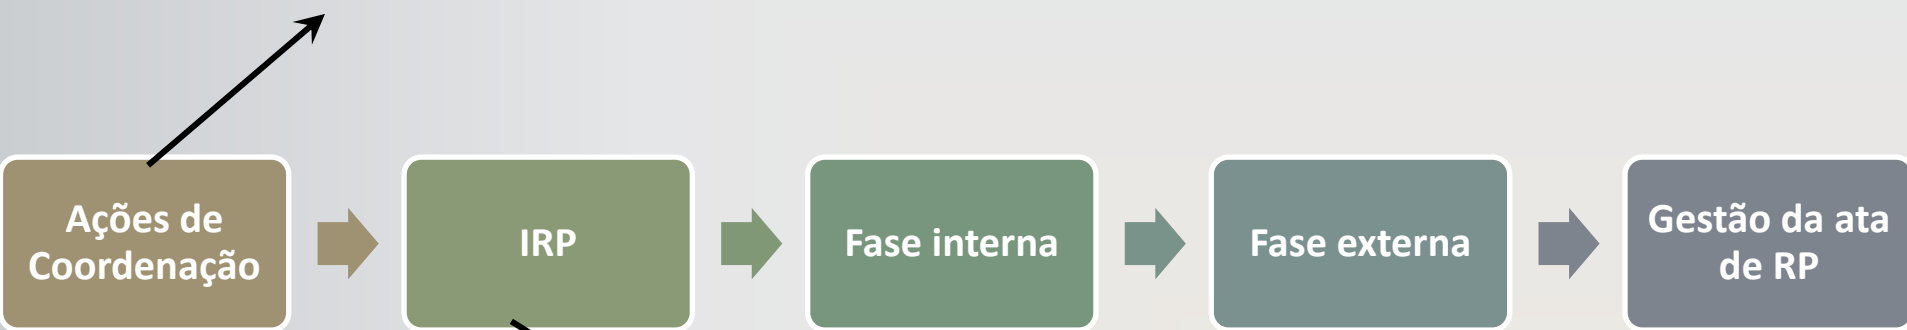 Ações de
Coordenação
IRP
Fase interna
Fase externa
Gestão da ata
de RP